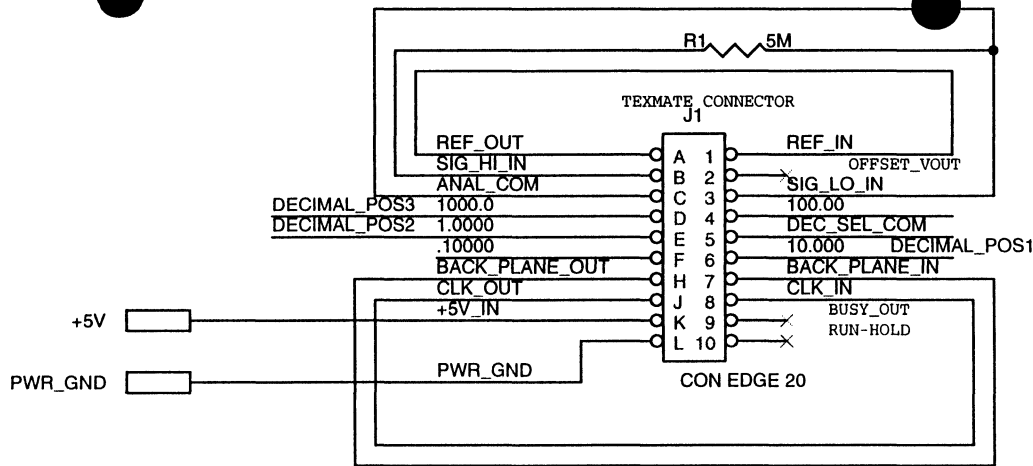 R1 5M
TEXMATE CONNECTOR
J1
REF_OUT A 1 REF_IN
SIG_HI_IN B 2 OFFSET_VOUT
ANAL_COM C 3 SIG_LO_IN
DECIMAL_POS3 1000.0 D 4 100.00
DECIMAL_POS2 1.0000 E 5 DEC_SEL_COM
.10000 F 6 10.000 DECIMAL_POS1
BACK_PLANE_OUT H 7 BACK_PLANE_IN
CLK_OUT J 8 CLK_IN
+5V +5V_IN K 9 BUSY_OUT
L 10 RUN-HOLD
PWR_GND PWR_GND
CON EDGE 20